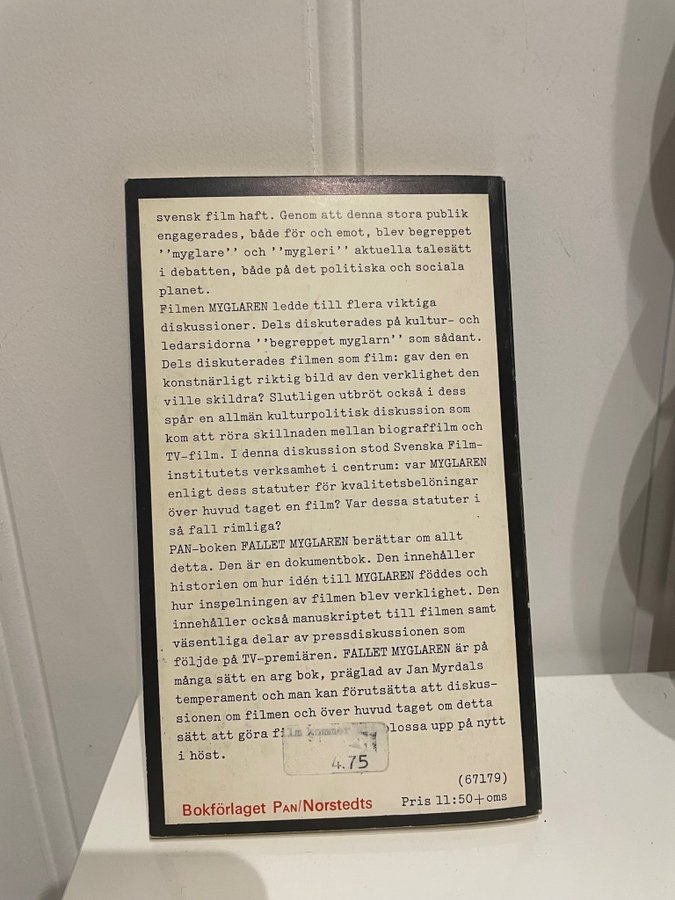 svensk film haft. Genom att denna stora publik
engagerades, både för och emot, blev begreppet
''myglare'' och ''mygleri'' aktuella talesätt
i debatten, både på det politiska och sociala
planet.
Filmen MYGLAREN ledde till flera viktiga
diskussioner. Dels diskuterades på kultur- och
ledarsidorna ''begreppet myglarn'' som sådant.
Dels diskuterades filmen som film: gav den en
konstnärligt riktig bild av den verklighet den
ville skildra? Slutligen utbröt också i dess
spår en allmän kulturpolitisk diskussion som
kom att röra skillnaden mellan biograffilm och
TV-film. I denna diskussion stod Svenska Film-
institutets verksamhet i centrum: var MYGLAREN
enligt dess statuter för kvalitetsbelöningar
över huvud taget en film? Var dessa statuter i
så fall rimliga?
PAN-boken FALLET MYGLAREN berättar om allt
detta. Den är en dokumentbok. Den innehåller
historien om hur idén till MYGLAREN föddes och
hur inspelningen av filmen blev verklighet. Den
innehåller också manuskriptet till filmen samt
väsentliga delar av pressdiskussionen som
följde på TV-premiären. FALLET MYGLAREN är på
många sätt en arg bok, präglad av Jan Myrdals
temperament och man kan förutsätta att diskus-
sionen om filmen och över huvud taget om detta
sätt att göra film kommer blossa upp på nytt
i höst.
4.75
(67179)
Bokförlaget PAN/Norstedts
Pris 11:50+oms